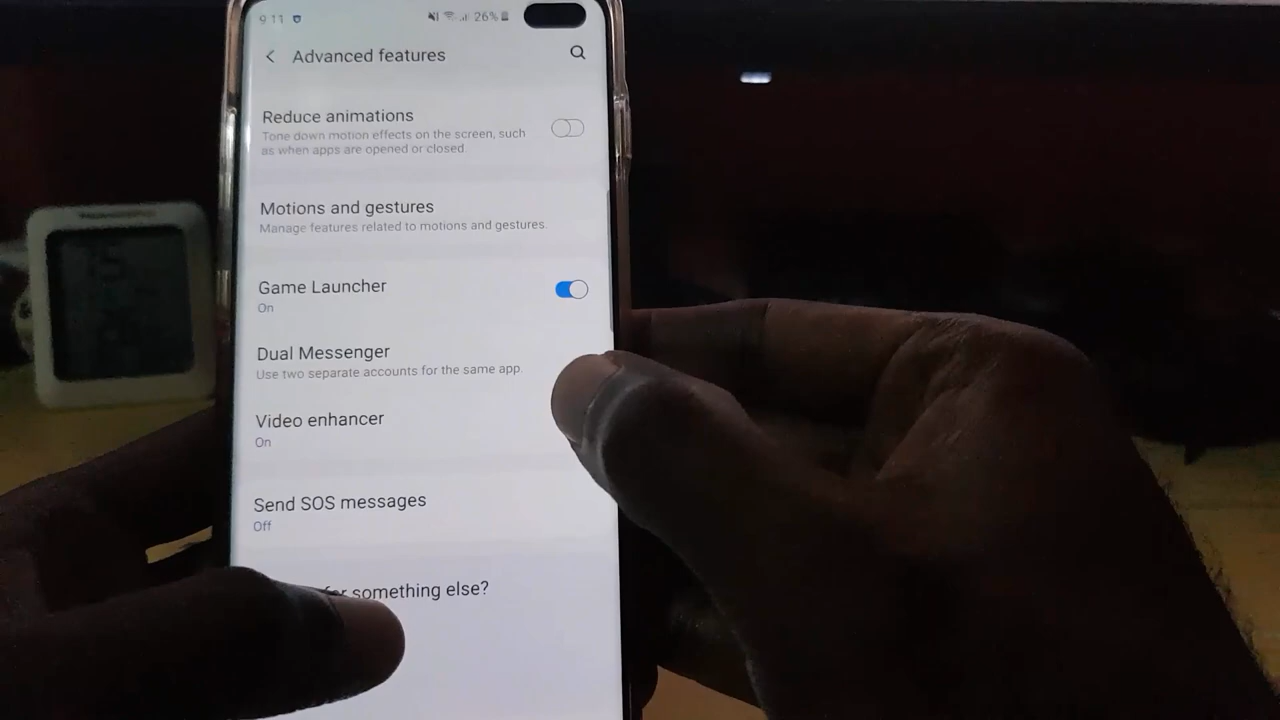 9 11
26%
Advanced features
Reduce animations
Tone down motion effects on the screen, such
as when apps are opened or closed.
Motions and gestures
Manage features related to motions and gestures.
Game Launcher
On
Dual Messenger
Use two separate accounts for the same app.
Video enhancer
On
Send SOS messages
Off
something else?